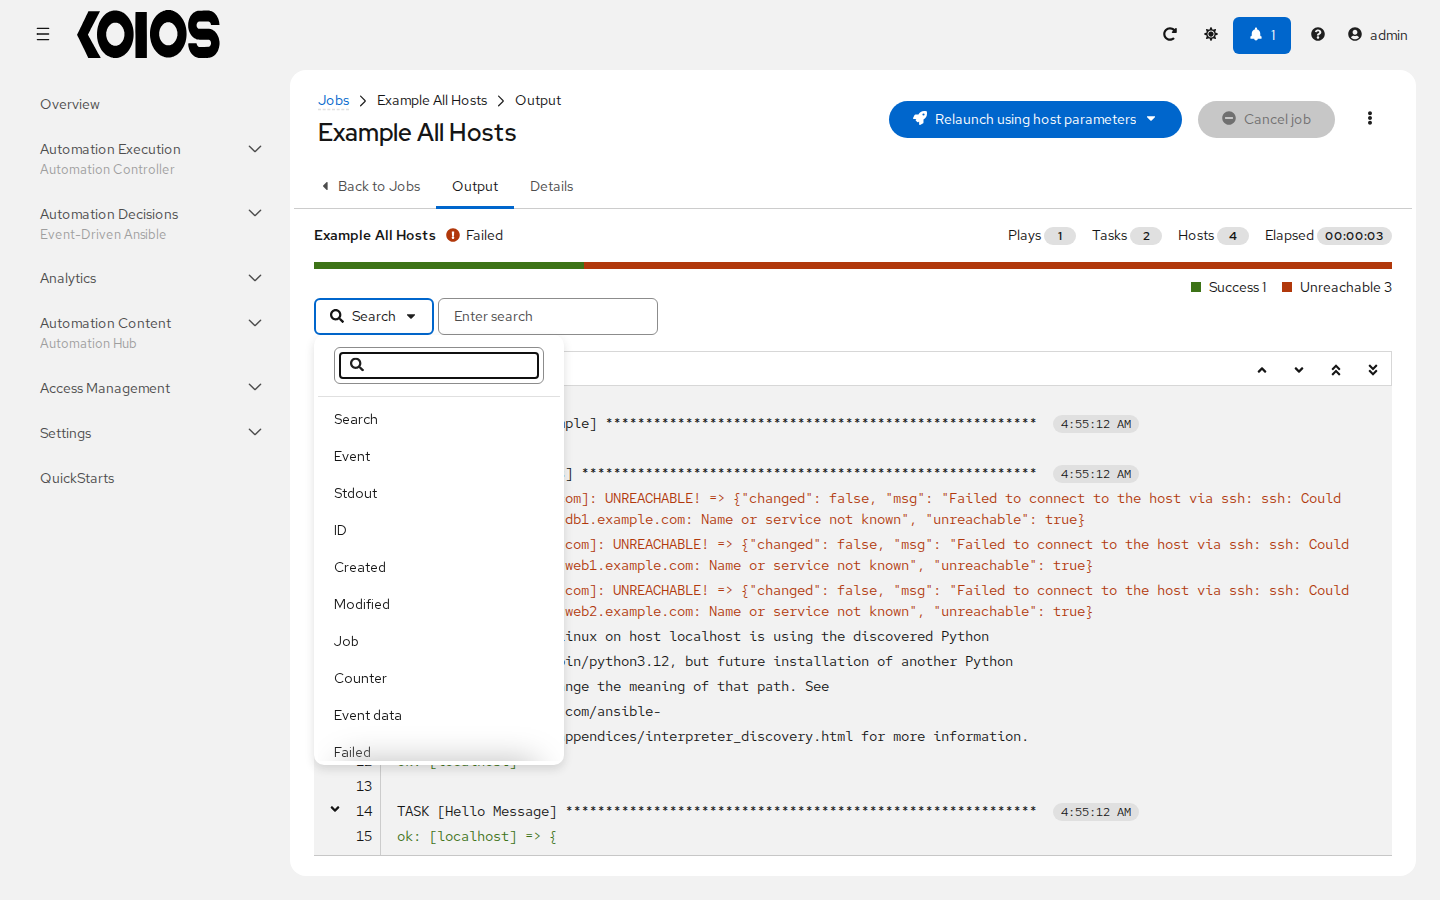 KOIOS
1
admin
Overview
Automation Execution
Automation Controller
Automation Decisions
Event-Driven Ansible
Analytics
Automation Content
Automation Hub
Access Management
Settings
QuickStarts
Jobs
Example All Hosts
Output
Example All Hosts
Relaunch using host parameters
Cancel job
Back to Jobs
Output
Details
Example All Hosts
Failed
Plays 1
Tasks 2
Hosts 4
Elapsed 00:00:03
Success 1
Unreachable 3
Search
Enter search
Search
Event
Stdout
ID
Created
Modified
Job
Counter
Event data
Failed
] ****************************************************** 4:55:12 AM
] ********************************************************* 4:55:12 AM
com]: UNREACHABLE! => {"changed": false, "msg": "Failed to connect to the host via ssh: ssh: Could
db1.example.com: Name or service not known", "unreachable": true}
com]: UNREACHABLE! => {"changed": false, "msg": "Failed to connect to the host via ssh: ssh: Could
web1.example.com: Name or service not known", "unreachable": true}
com]: UNREACHABLE! => {"changed": false, "msg": "Failed to connect to the host via ssh: ssh: Could
web2.example.com: Name or service not known", "unreachable": true}
on host localhost is using the discovered Python
bin/python3.12, but future installation of another Python
the meaning of that path. See
com/ansible-
ppendices/interpreter_discovery.html for more information.
13
14 TASK [Hello Message] *********************************************************** 4:55:12 AM
15 ok: [localhost] => {